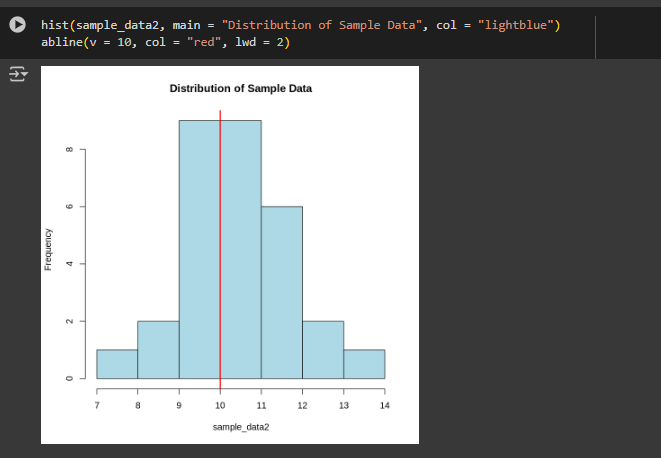 hist(sample_data2, main = "Distribution of Sample Data", col = "lightblue")
abline(v = 10, col = "red", lwd = 2)
Distribution of Sample Data
Frequency
8
6
4
2
0
7 8 9 10 11 12 13 14
sample_data2